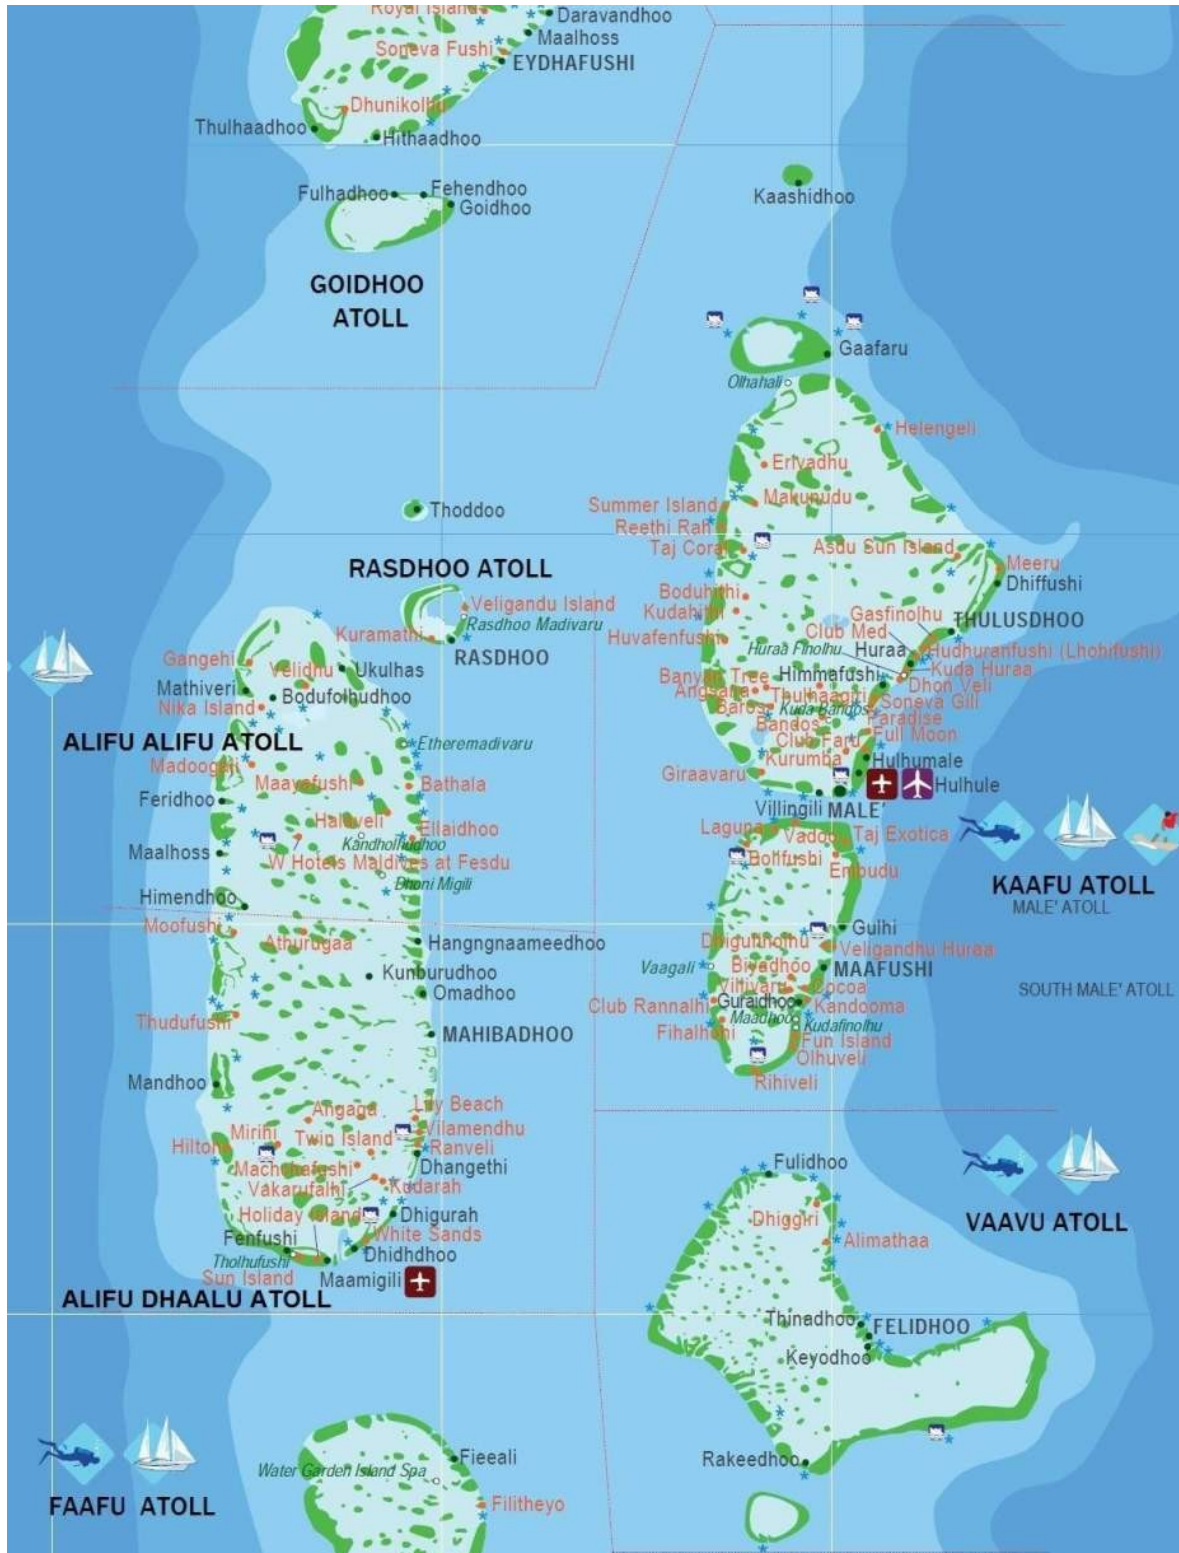 Royal Islands
Daravandhoo
Maalhoss
Soneva Fushi
EYDHAFUSHI
Dhunikolhu
Thulhaadhoo
Hithaadhoo
Fulhadhoo
Fehendhoo
Goidhoo
GOIDHOO
ATOLL
Kaashidhoo
Gaafaru
Olhahali
Helengeli
Eriyadhu
Makunudu
Summer Island
Reethi Rah
Taj Coral
Asdu Sun Island
Meeru
Dhiffushi
Thoddoo
RASDHOO ATOLL
Veligandu Island
Rasdhoo Madivaru
Kuramathi
RASDHOO
Boduhithi
Kudahithi
Huvafenfushi
Gasfinolhu
THULUSDHOO
Club Med
Huraa Finolhu
Huraa
Hudhuranfushi (Lhohifushi)
Kuda Huraa
Himmafushi
Dhon Veli
Banyan Tree
Angsana
Thulhaagiri
Soneva Gili
Baros
Kuda Bandos
Paradise
Bandos
Full Moon
Club Faru
Kurumba
Hulhumale
Giraavaru
Hulhule
Villingili
MALE'
Gangehi
Velidhu
Ukulhas
Mathiveri
Bodufolhudhoo
Nika Island
ALIFU ALIFU ATOLL
Etheremadivaru
Madoogali
Maayafushi
Bathala
Feridhoo
Halaveli
Ellaidhoo
Kandholhudhoo
Maalhoss
W Hotels Maldives at Fesdu
Dhoni Migili
Himendhoo
Moofushi
Athurugaa
Hangngnaameedhoo
Kunburudhoo
Omadhoo
Thudufushi
MAHIBADHOO
Mandhoo
Laguna
Vadoo
Taj Exotica
Bolifushi
Embudu
KAAFU ATOLL
MALE' ATOLL
Gulhi
Veligandhu Huraa
Vaagali
Biyadhoo
MAAFUSHI
Villivaru
Cocoa
SOUTH MALE' ATOLL
Club Rannalhi
Guraidhoo
Kandooma
Maadhoo
Kudafinolhu
Fihalhohi
Fun Island
Olhuveli
Rihiveli
Angaga
Lily Beach
Mirihi
Twin Island
Vilamendhu
Hilton
Ranveli
Machchafushi
Dhangethi
Vakarufalhi
Kudarah
Holiday Island
Dhigurah
Fenfushi
White Sands
Tholhufushi
Dhidhdhoo
Sun Island
Maamigili
ALIFU DHAALU ATOLL
Fulidhoo
Dhiggiri
Alimathaa
VAAVU ATOLL
Thinadhoo
FELIDHOO
Keyodhoo
Rakeedhoo
Fieeali
Water Garden Island Spa
Filitheyo
FAAFU ATOLL